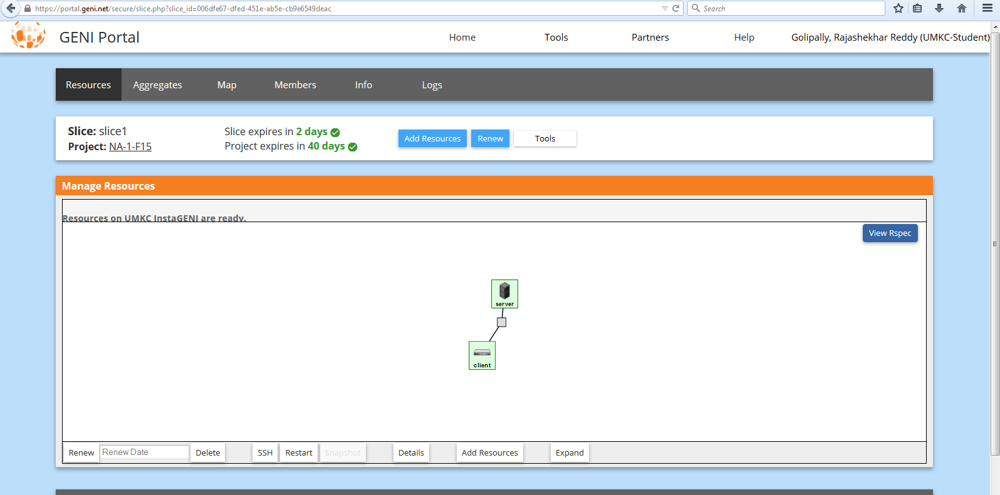 https://portal.geni.net/secure/slice.php?slice_id=006dfe67-dfed-451e-ab5e-cb9e6549deac
Search
GENI Portal
Home Tools Partners Help Golipally, Rajashekhar Reddy (UMKC-Student)
Resources Aggregates Map Members Info Logs
Slice: slice1 Slice expires in 2 days
Project: NA-1-F15 Project expires in 40 days
Add Resources Renew Tools
Manage Resources
Resources on UMKC InstaGENI are ready.
View Rspec
server
client
Renew Renew Date Delete SSH Restart Snapshot Details Add Resources Expand